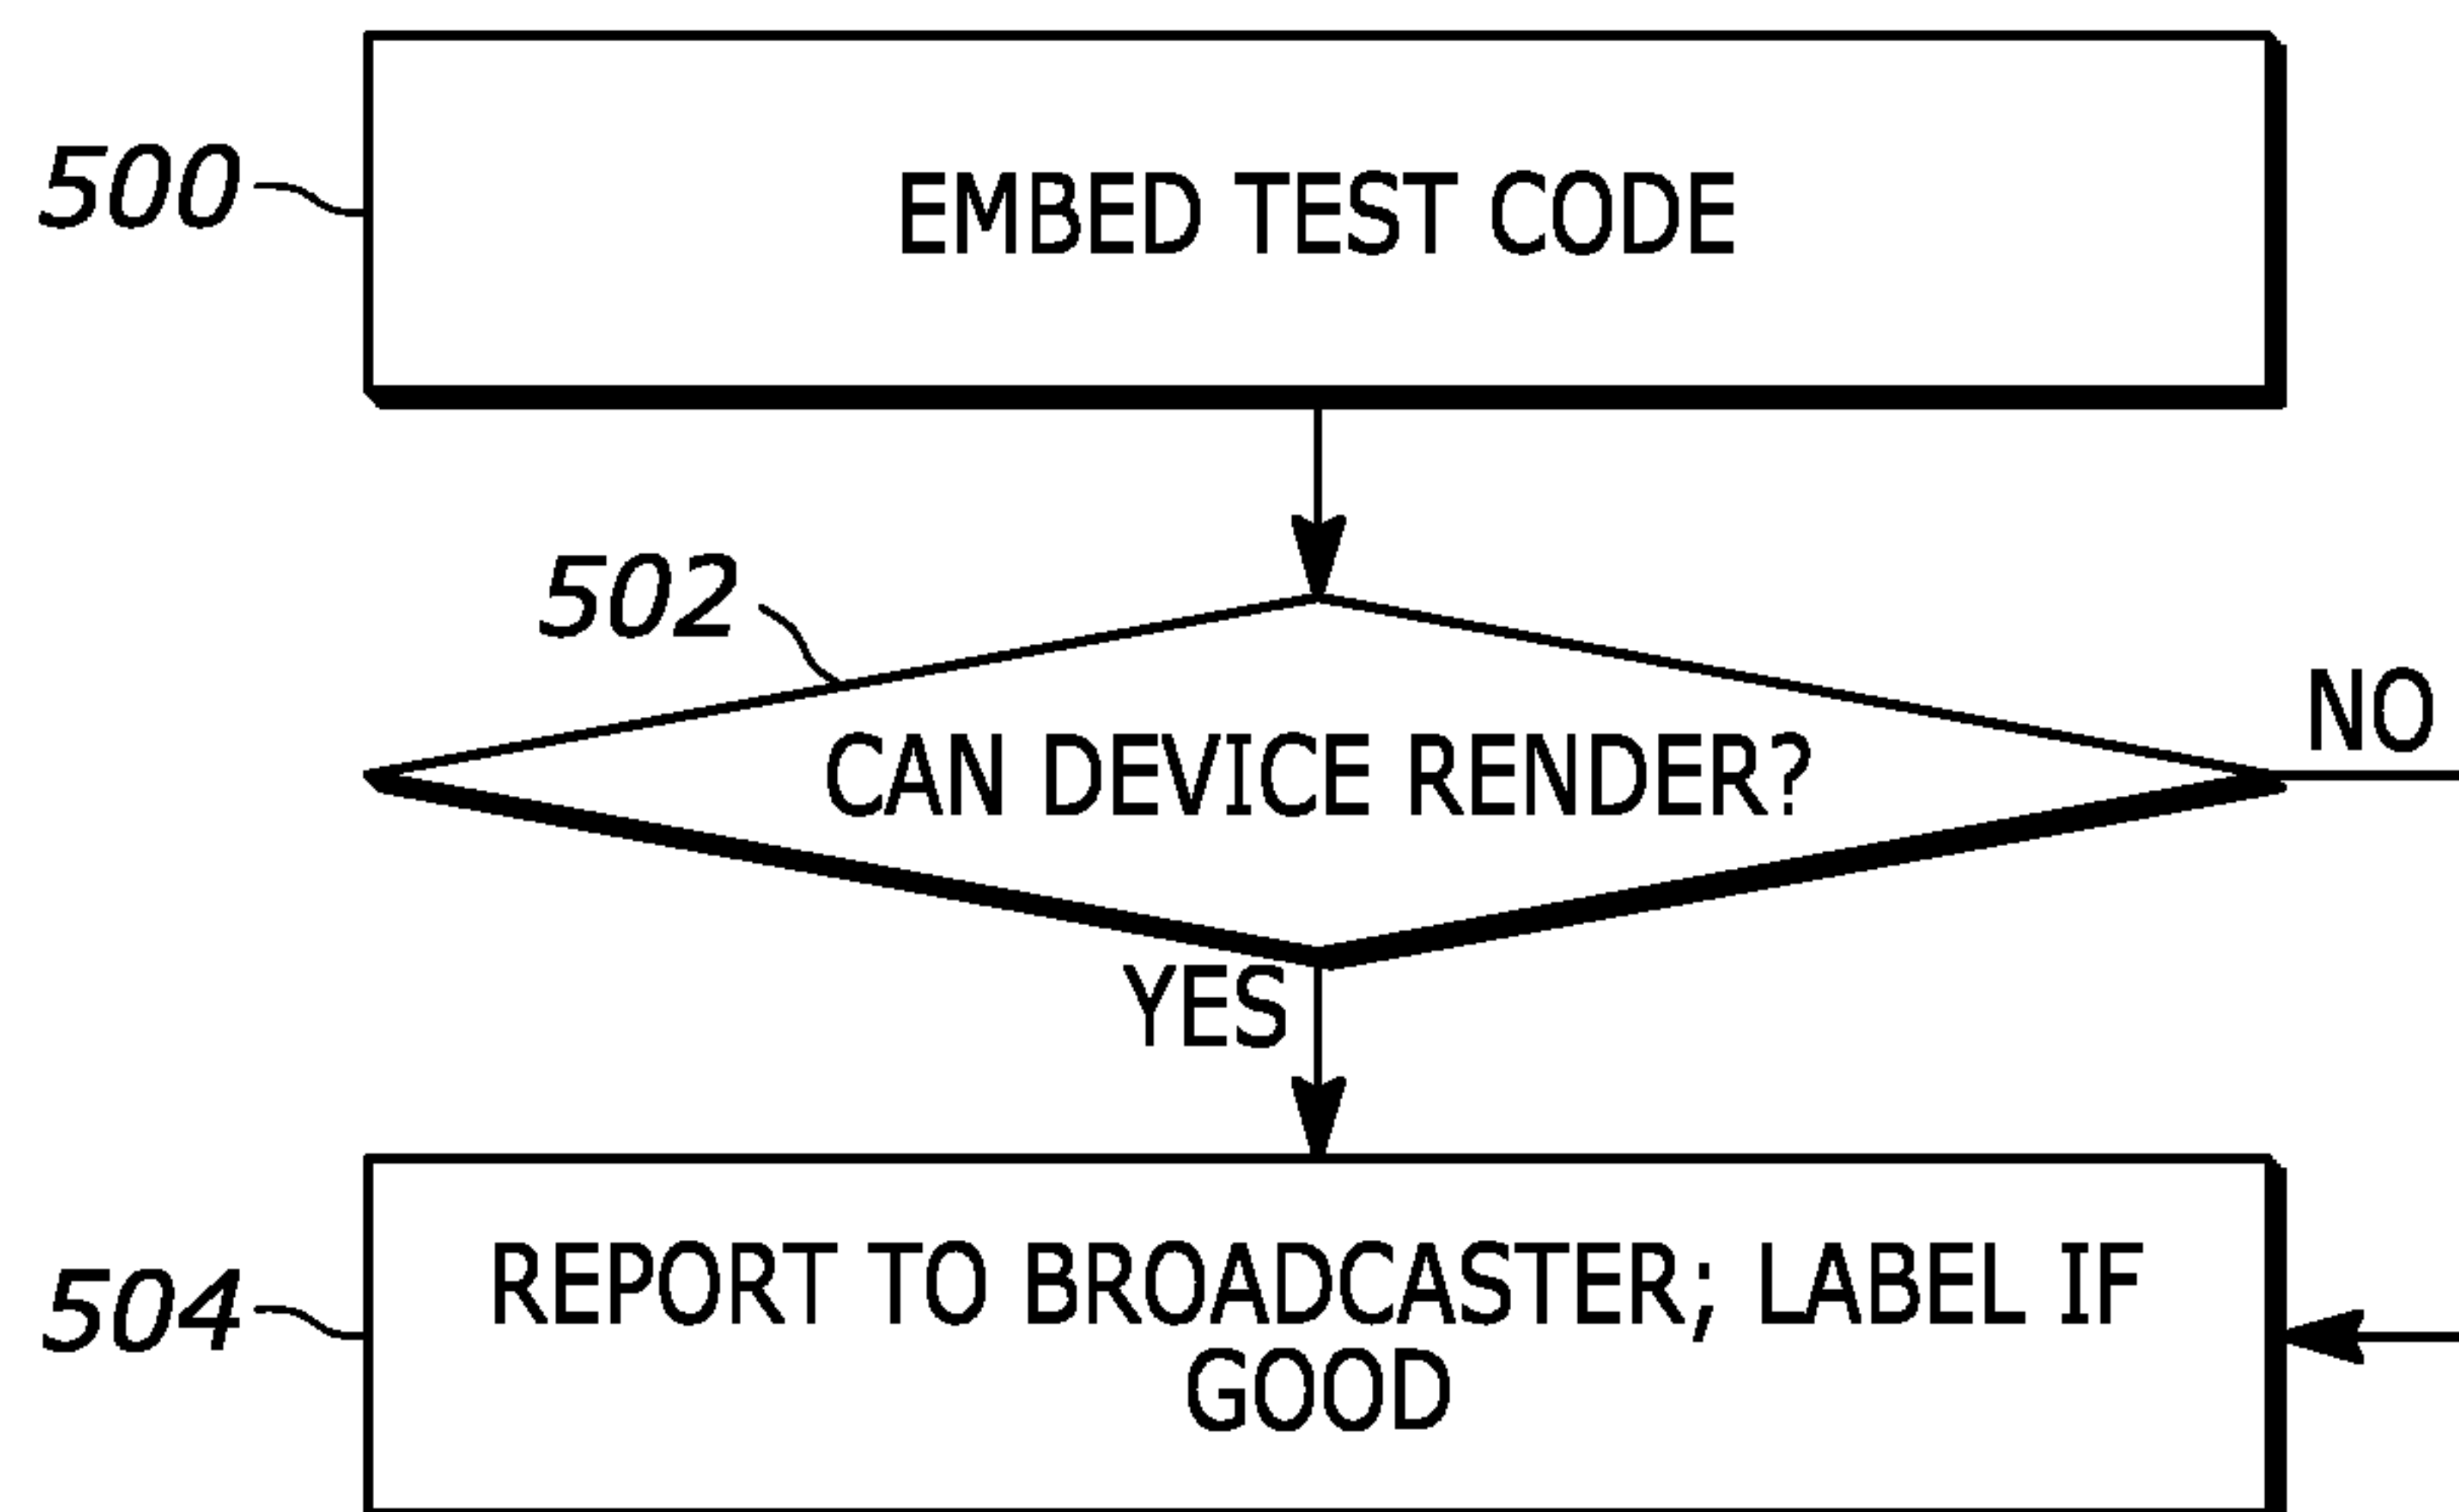 500
EMBED TEST CODE
502
CAN DEVICE RENDER?
NO
YES
504
REPORT TO BROADCASTER; LABEL IF
GOOD